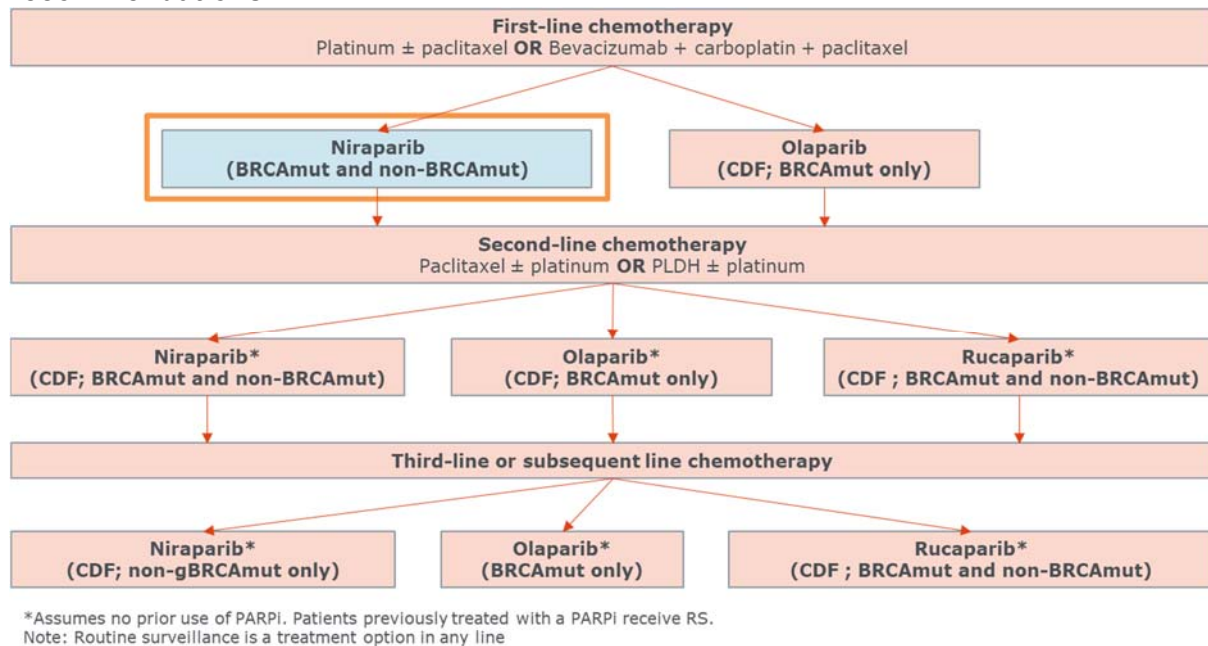 First-line chemotherapy
Platinum ± paclitaxel OR Bevacizumab + carboplatin + paclitaxel
Niraparib
(BRCAmut and non-BRCAmut)
Olaparib
(CDF; BRCAmut only)
Second-line chemotherapy
Paclitaxel ± platinum OR PLDH ± platinum
Niraparib*
(CDF; BRCAmut and non-BRCAmut)
Olaparib*
(CDF; BRCAmut only)
Rucaparib*
(CDF ; BRCAmut and non-BRCAmut)
Third-line or subsequent line chemotherapy
Niraparib*
(CDF; non-gBRCAmut only)
Olaparib*
(BRCAmut only)
Rucaparib*
(CDF ; BRCAmut and non-BRCAmut)
*Assumes no prior use of PARPi. Patients previously treated with a PARPi receive RS.
Note: Routine surveillance is a treatment option in any line